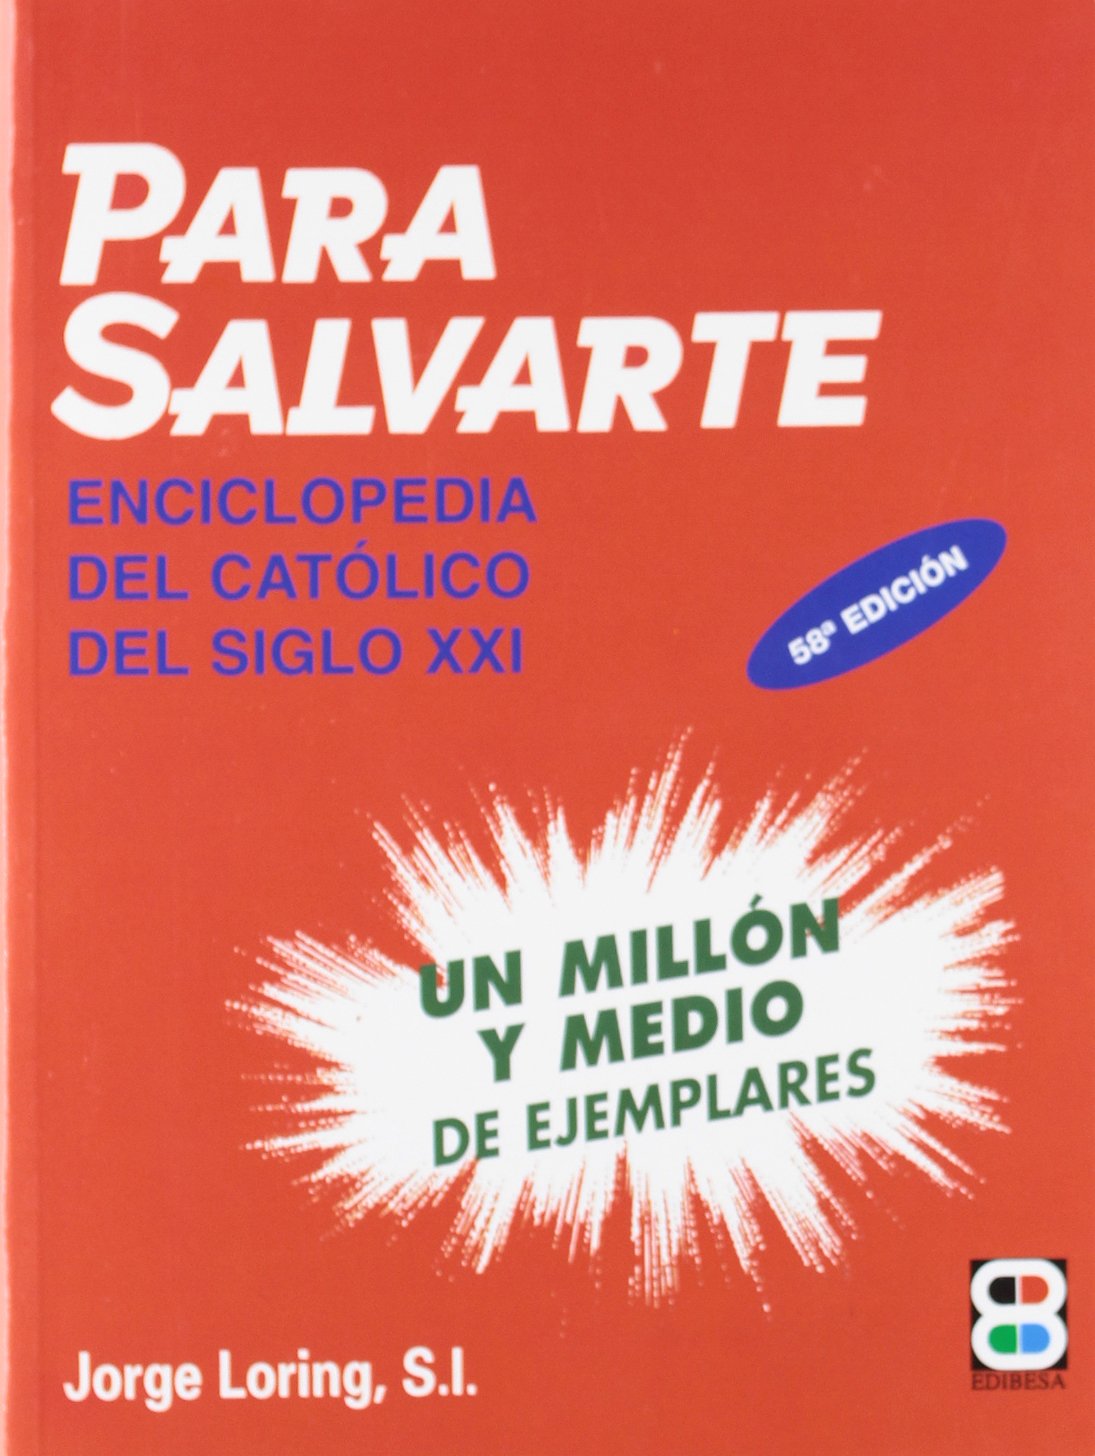 PARA
SALVARTE
ENCICLOPEDIA
DEL CATÓLICO
DEL SIGLO XXI
58ª EDICIÓN
UN MILLÓN
Y MEDIO
DE EJEMPLARES
Jorge Loring, S.I.
EDIBESA